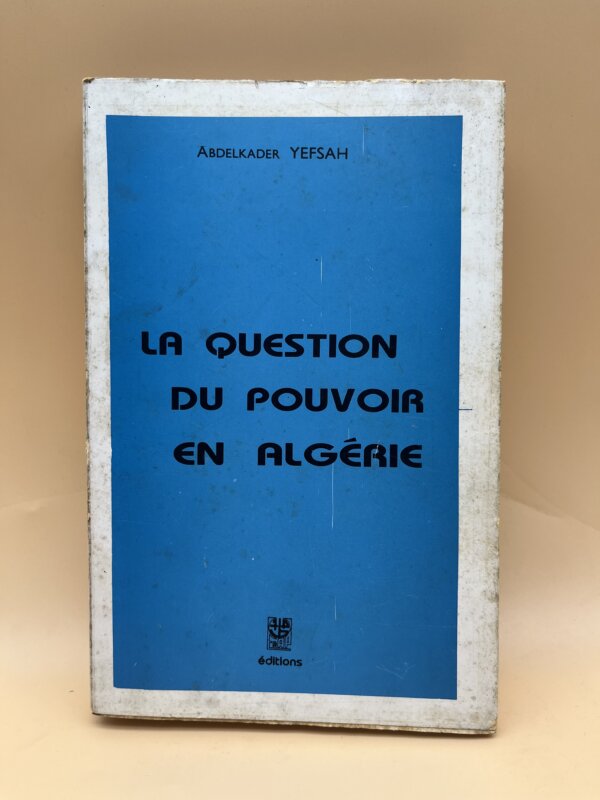 ABDELKADER YEFSAH
LA QUESTION
DU POUVOIR
EN ALGÉRIE
éditions